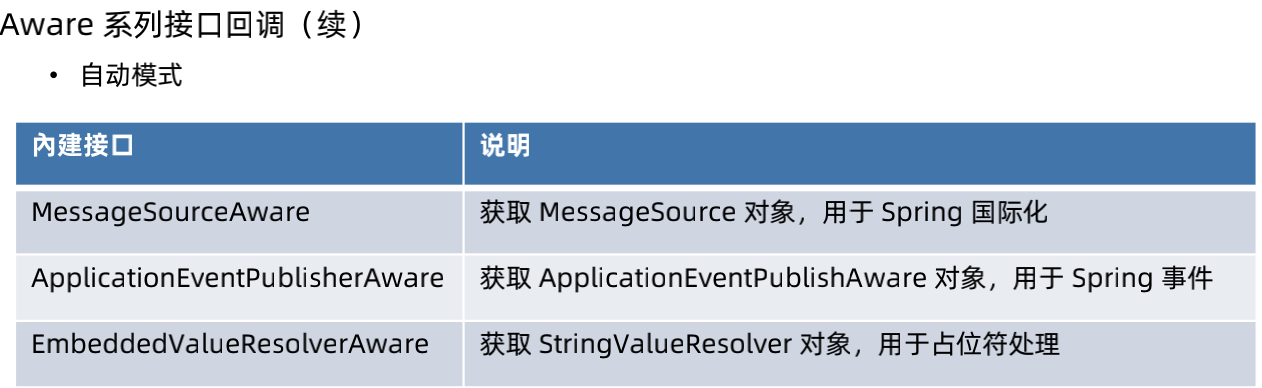 Aware 系列接口回调（续）
• 自动模式
內建接口 说明
MessageSourceAware 获取 MessageSource 对象，用于 Spring 国际化
ApplicationEventPublisherAware 获取 ApplicationEventPublishAware 对象，用于 Spring 事件
EmbeddedValueResolverAware 获取 StringValueResolver 对象，用于占位符处理